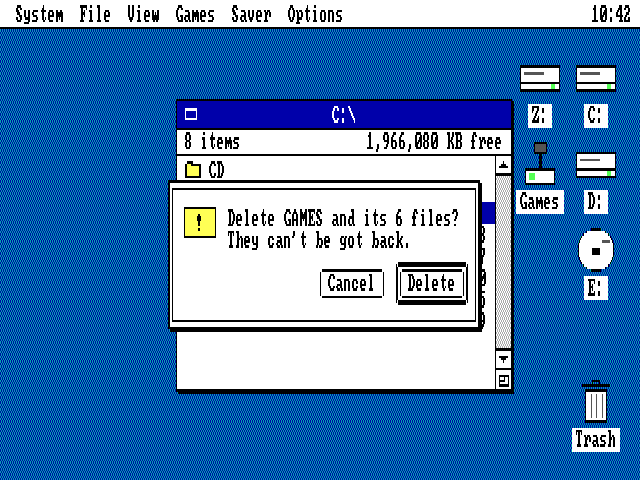 System File View Games Saver Options 10:42
C:\
8 items 1,966,080 KB free
CD
Delete GAMES and its 6 files?
They can't be got back.
Cancel Delete
Z: C:
Games D:
E:
Trash